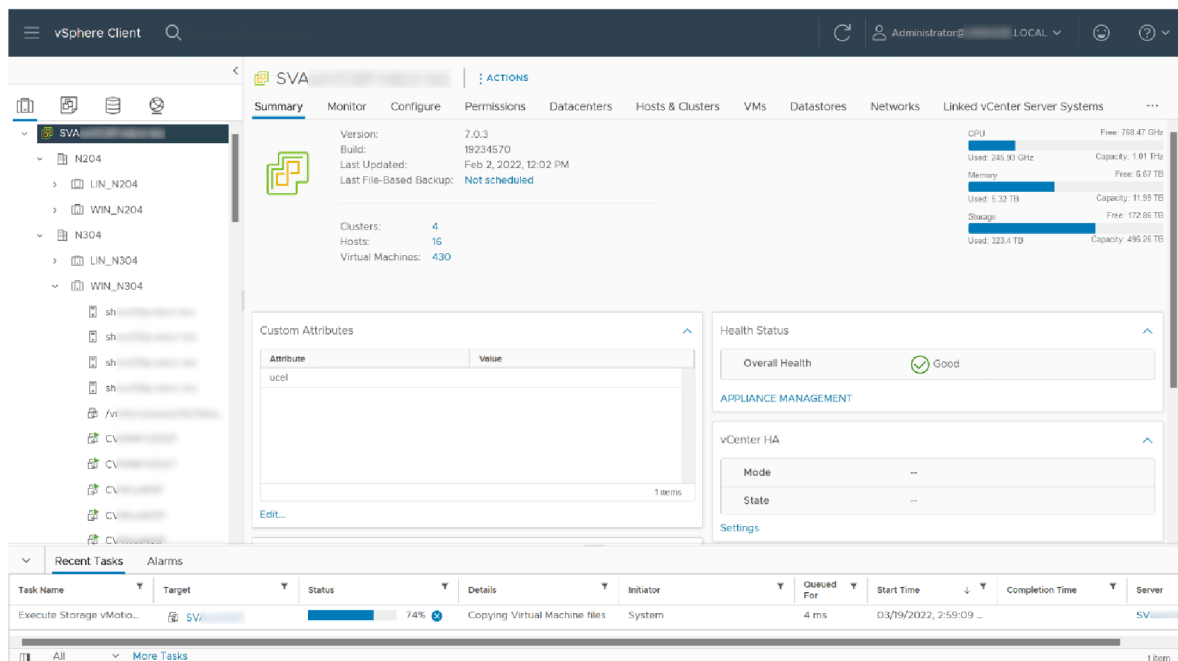 vSphere Client
Administrator@ .LOCAL
SVA
ACTIONS
Summary Monitor Configure Permissions Datacenters Hosts & Clusters VMs Datastores Networks Linked vCenter Server Systems ...
SVA
N204
LIN_N204
WIN_N204
N304
LIN_N304
WIN_N304
sh
sh
sh
sh
CV
CV
CV
CV
CV
Version: 7.0.3
Build: 19234570
Last Updated: Feb 2, 2022, 12:02 PM
Last File-Based Backup: Not scheduled
Clusters: 4
Hosts: 16
Virtual Machines: 430
CPU Free: 768.47 GHz
Used: 246.93 GHz Capacity: 1.01 THz
Memory Free: 6.67 TB
Used: 5.32 TB Capacity: 11.99 TB
Storage Free: 172.86 TB
Used: 323.4 TB Capacity: 496.26 TB
Custom Attributes
Attribute Value
ucel
1 items
Edit...
Health Status
Overall Health Good
APPLIANCE MANAGEMENT
vCenter HA
Mode --
State --
Settings
Recent Tasks Alarms
Task Name Target Status Details Initiator Queued For Start Time Completion Time Server
Execute Storage vMotio... SVA 74% Copying Virtual Machine files System 4 ms 03/19/2022, 2:59:09 ... SV
All More Tasks 1 item